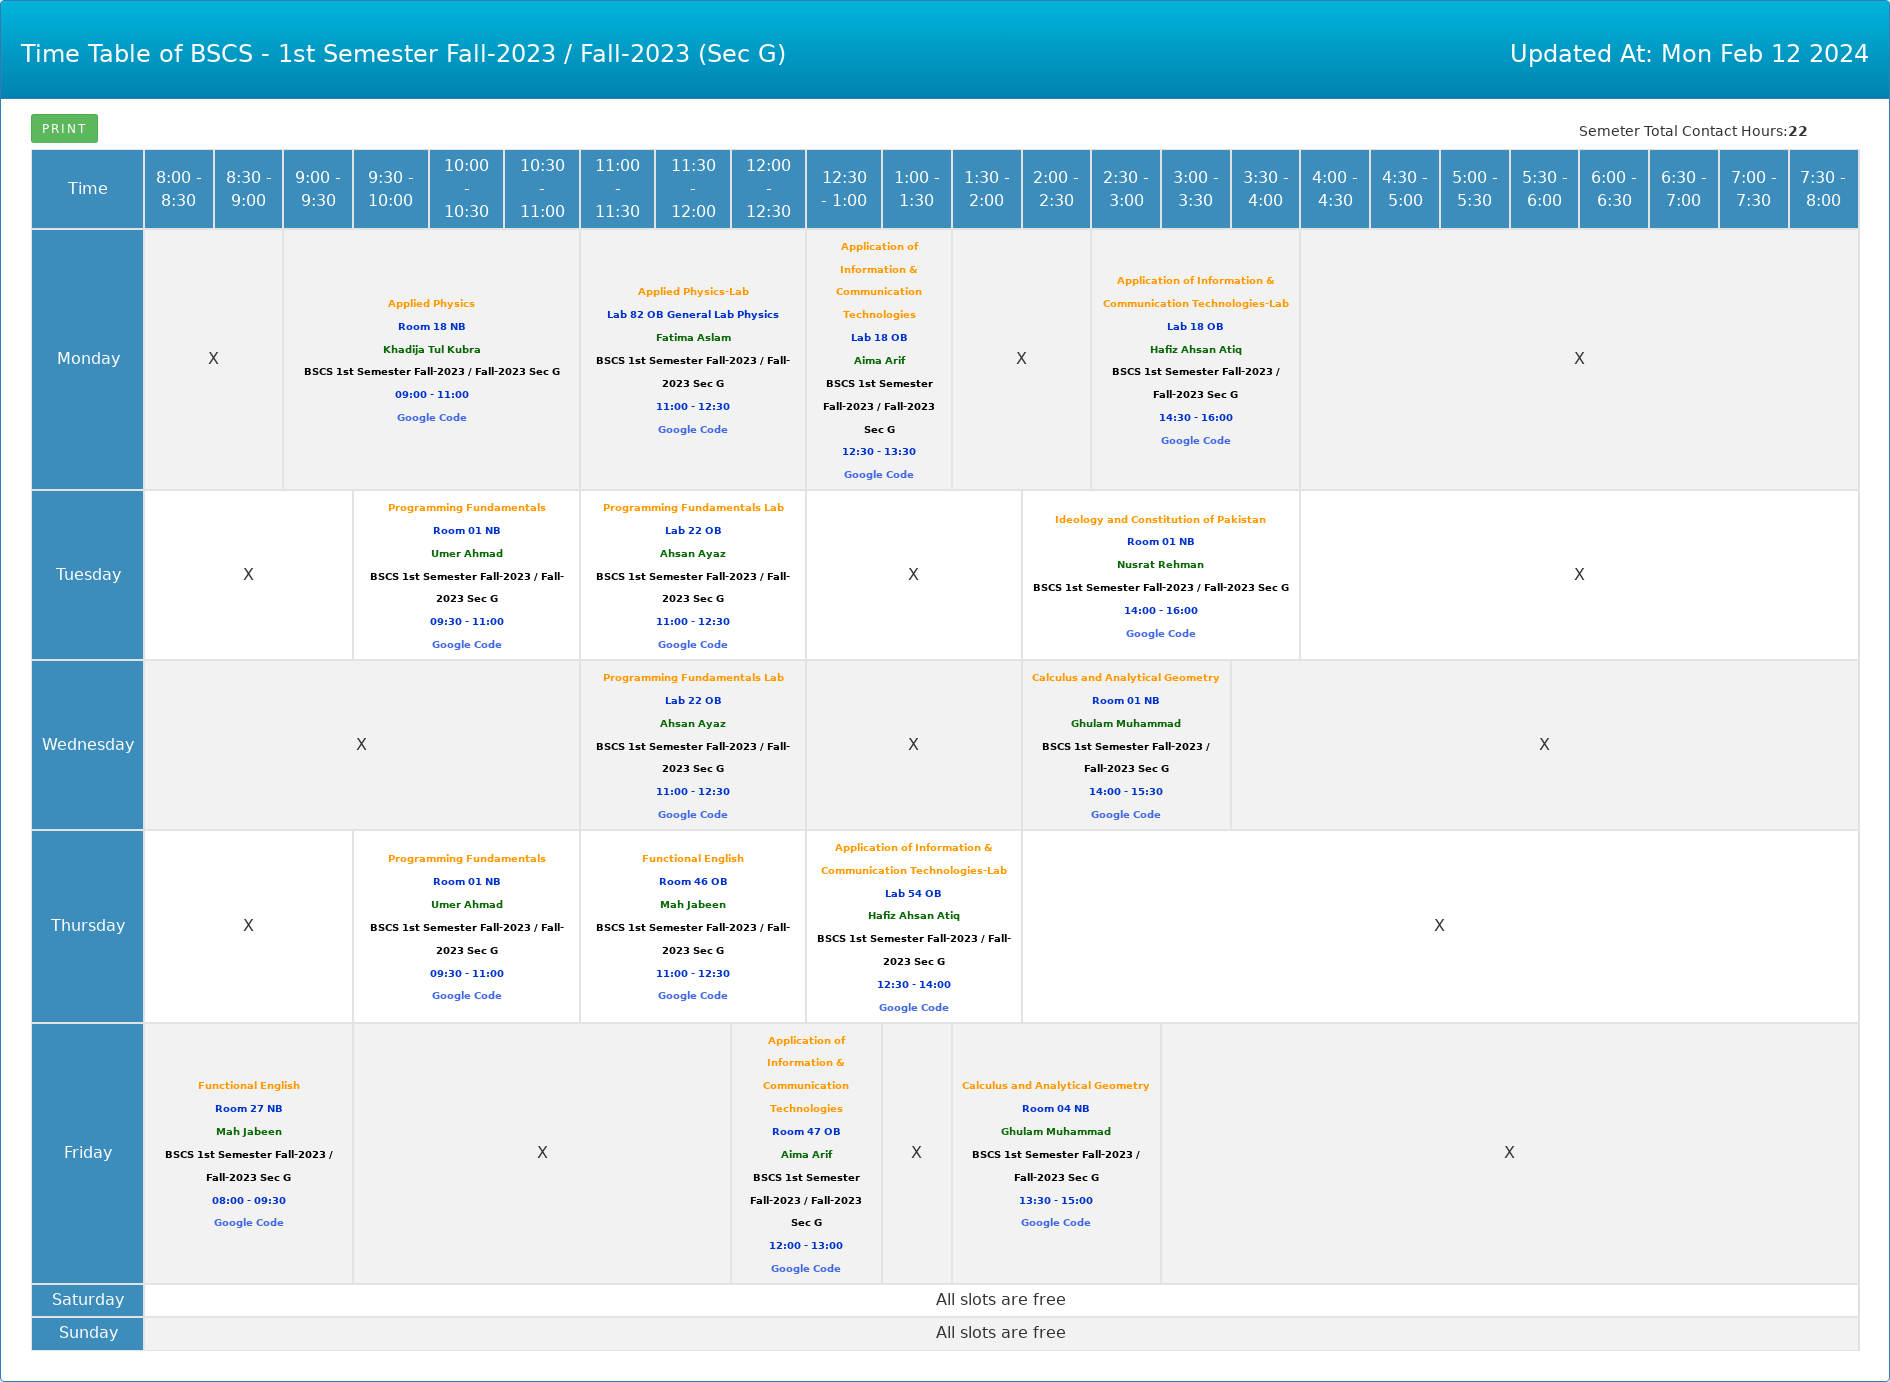 Time Table of BSCS - 1st Semester Fall-2023 / Fall-2023 (Sec G)
Updated At: Mon Feb 12 2024
PRINT
Semeter Total Contact Hours:22
Time
8:00 -
8:30
8:30 -
9:00
9:00 -
9:30
9:30 -
10:00
10:00
-
10:30
10:30
-
11:00
11:00
-
11:30
11:30
-
12:00
12:00
-
12:30
12:30
- 1:00
1:00 -
1:30
1:30 -
2:00
2:00 -
2:30
2:30 -
3:00
3:00 -
3:30
3:30 -
4:00
4:00 -
4:30
4:30 -
5:00
5:00 -
5:30
5:30 -
6:00
6:00 -
6:30
6:30 -
7:00
7:00 -
7:30
7:30 -
8:00
Monday
X
Applied Physics
Room 18 NB
Khadija Tul Kubra
BSCS 1st Semester Fall-2023 / Fall-2023 Sec G
09:00 - 11:00
Google Code
Applied Physics-Lab
Lab 82 OB General Lab Physics
Fatima Aslam
BSCS 1st Semester Fall-2023 / Fall-
2023 Sec G
11:00 - 12:30
Google Code
Application of
Information &
Communication
Technologies
Lab 18 OB
Aima Arif
BSCS 1st Semester
Fall-2023 / Fall-2023
Sec G
12:30 - 13:30
Google Code
X
Application of Information &
Communication Technologies-Lab
Lab 18 OB
Hafiz Ahsan Atiq
BSCS 1st Semester Fall-2023 /
Fall-2023 Sec G
14:30 - 16:00
Google Code
X
Tuesday
X
Programming Fundamentals
Room 01 NB
Umer Ahmad
BSCS 1st Semester Fall-2023 / Fall-
2023 Sec G
09:30 - 11:00
Google Code
Programming Fundamentals Lab
Lab 22 OB
Ahsan Ayaz
BSCS 1st Semester Fall-2023 / Fall-
2023 Sec G
11:00 - 12:30
Google Code
X
Ideology and Constitution of Pakistan
Room 01 NB
Nusrat Rehman
BSCS 1st Semester Fall-2023 / Fall-2023 Sec G
14:00 - 16:00
Google Code
X
Wednesday
X
Programming Fundamentals Lab
Lab 22 OB
Ahsan Ayaz
BSCS 1st Semester Fall-2023 / Fall-
2023 Sec G
11:00 - 12:30
Google Code
X
Calculus and Analytical Geometry
Room 01 NB
Ghulam Muhammad
BSCS 1st Semester Fall-2023 /
Fall-2023 Sec G
14:00 - 15:30
Google Code
X
Thursday
X
Programming Fundamentals
Room 01 NB
Umer Ahmad
BSCS 1st Semester Fall-2023 / Fall-
2023 Sec G
09:30 - 11:00
Google Code
Functional English
Room 46 OB
Mah Jabeen
BSCS 1st Semester Fall-2023 / Fall-
2023 Sec G
11:00 - 12:30
Google Code
Application of Information &
Communication Technologies-Lab
Lab 54 OB
Hafiz Ahsan Atiq
BSCS 1st Semester Fall-2023 / Fall-
2023 Sec G
12:30 - 14:00
Google Code
X
Friday
Functional English
Room 27 NB
Mah Jabeen
BSCS 1st Semester Fall-2023 /
Fall-2023 Sec G
08:00 - 09:30
Google Code
X
Application of
Information &
Communication
Technologies
Room 47 OB
Aima Arif
BSCS 1st Semester
Fall-2023 / Fall-2023
Sec G
12:00 - 13:00
Google Code
X
Calculus and Analytical Geometry
Room 04 NB
Ghulam Muhammad
BSCS 1st Semester Fall-2023 /
Fall-2023 Sec G
13:30 - 15:00
Google Code
X
Saturday
All slots are free
Sunday
All slots are free